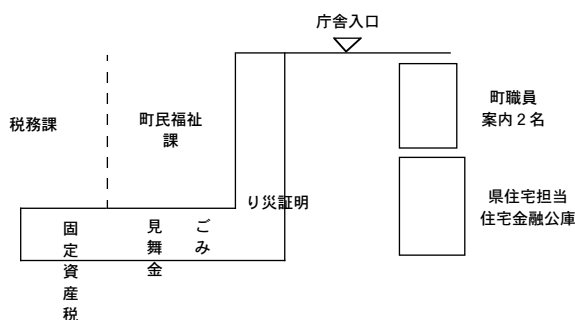 庁舎入口
町職員
案内２名
税務課
町民福祉
課
県住宅担当
住宅金融公庫
り災証明
ごみ
見舞金
固定資産税